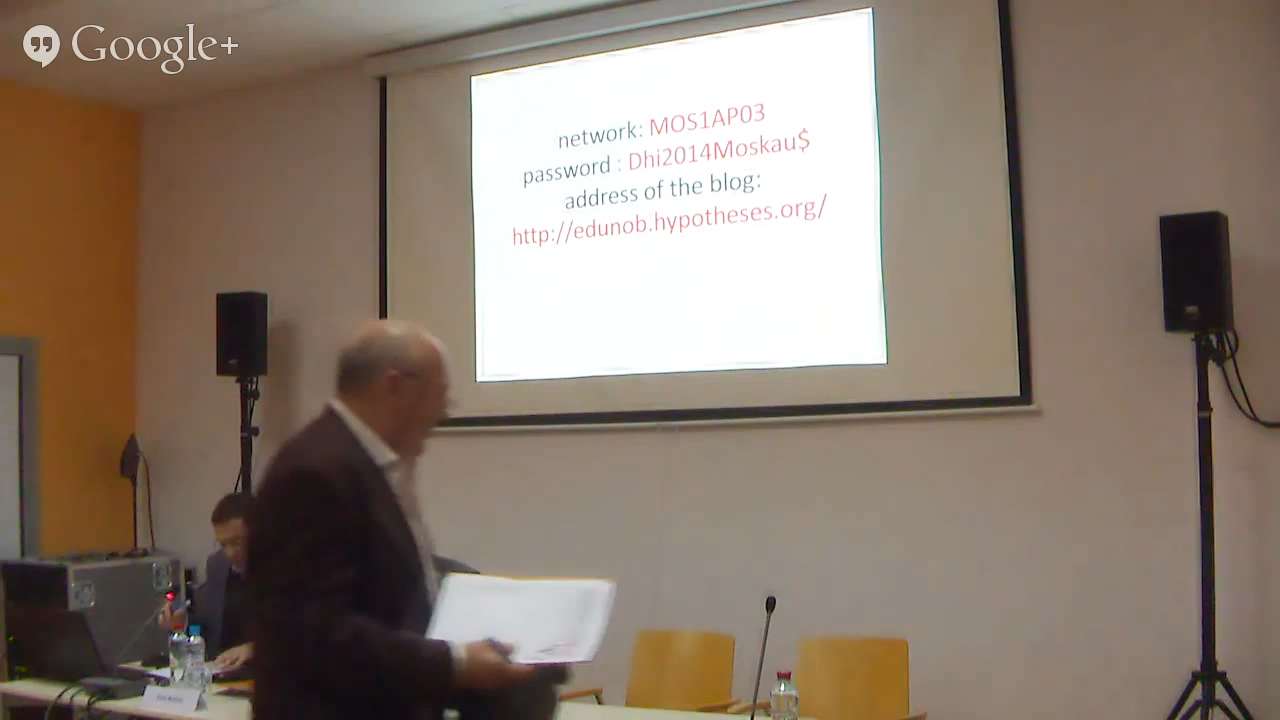 Google+
network: MOS1AP03
password : Dhi2014Moskau$
address of the blog:
http://edunob.hypotheses.org/